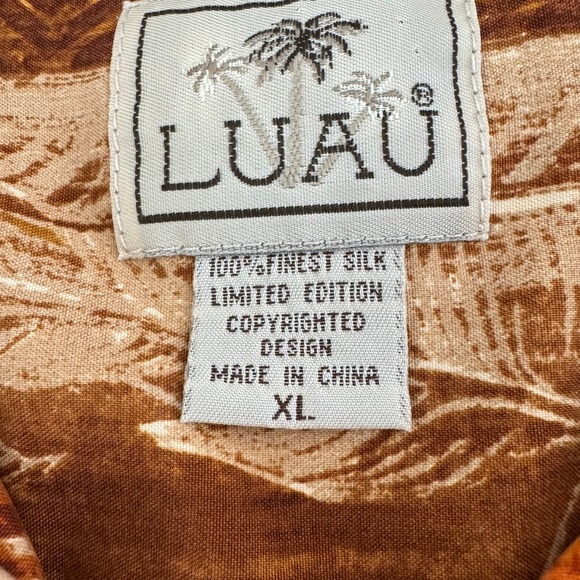 LUAU®
100% FINEST SILK
LIMITED EDITION
COPYRIGHTED
DESIGN
MADE IN CHINA
XL